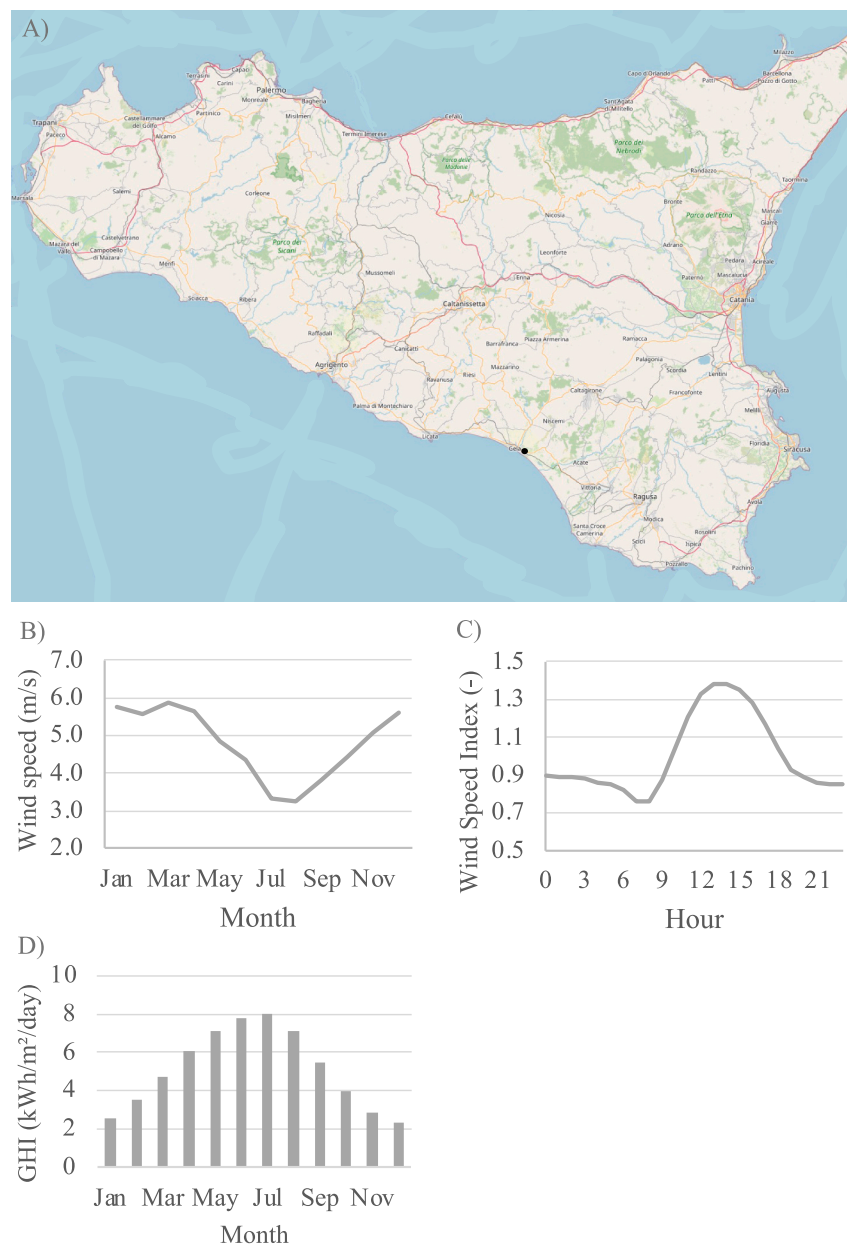 A)
Milazzo
Capaci
Terrasini
Carini
Palermo
Capo d'Orlando
Patti
Barcellona
Pozzo di Gotto
Monreale
Bagheria
Castellammare
del Golfo
Partinico
Misilmeri
Sant'Agata
di Militello
Trapani
Paceco
Alcamo
Termini Imerese
Cefalù
Parco dei
Nebrodi
Parco delle
Madonie
Randazzo
Taormina
Salemi
Corleone
Marsala
Bronte
Mascali
Nicosia
Parco dell'Etna
Giarre
Castelvetrano
Mazara del
Vallo
Campobello
di Mazara
Parco dei
Sicani
Adrano
Leonforte
Pedara
Acireale
Menfi
Mussomeli
Mascalucia
Enna
Paternò
Sciacca
Ribera
Caltanissetta
Catania
Raffadali
Canicattì
Barrafranca
Piazza Armerina
Ramacca
Agrigento
Mazzarino
Palagonia
Scordia
Lentini
Ravanusa
Riesi
Caltagirone
Francofonte
Augusta
Palma di Montechiaro
Melilli
Niscemi
Licata
Floridia
Siracusa
Gela
Acate
Vittoria
Ragusa
Avola
Santa Croce
Camerina
Modica
Rosolini
Scicli
Ispica
Pozzallo
Pachino
B)
Wind speed (m/s)
7.0
6.0
5.0
4.0
3.0
2.0
Jan Mar May Jul Sep Nov
Month
C)
Wind Speed Index (-)
1.5
1.3
1.1
0.9
0.7
0.5
0 3 6 9 12 15 18 21
Hour
D)
GHI (kWh/m²/day)
10
8
6
4
2
0
Jan Mar May Jul Sep Nov
Month